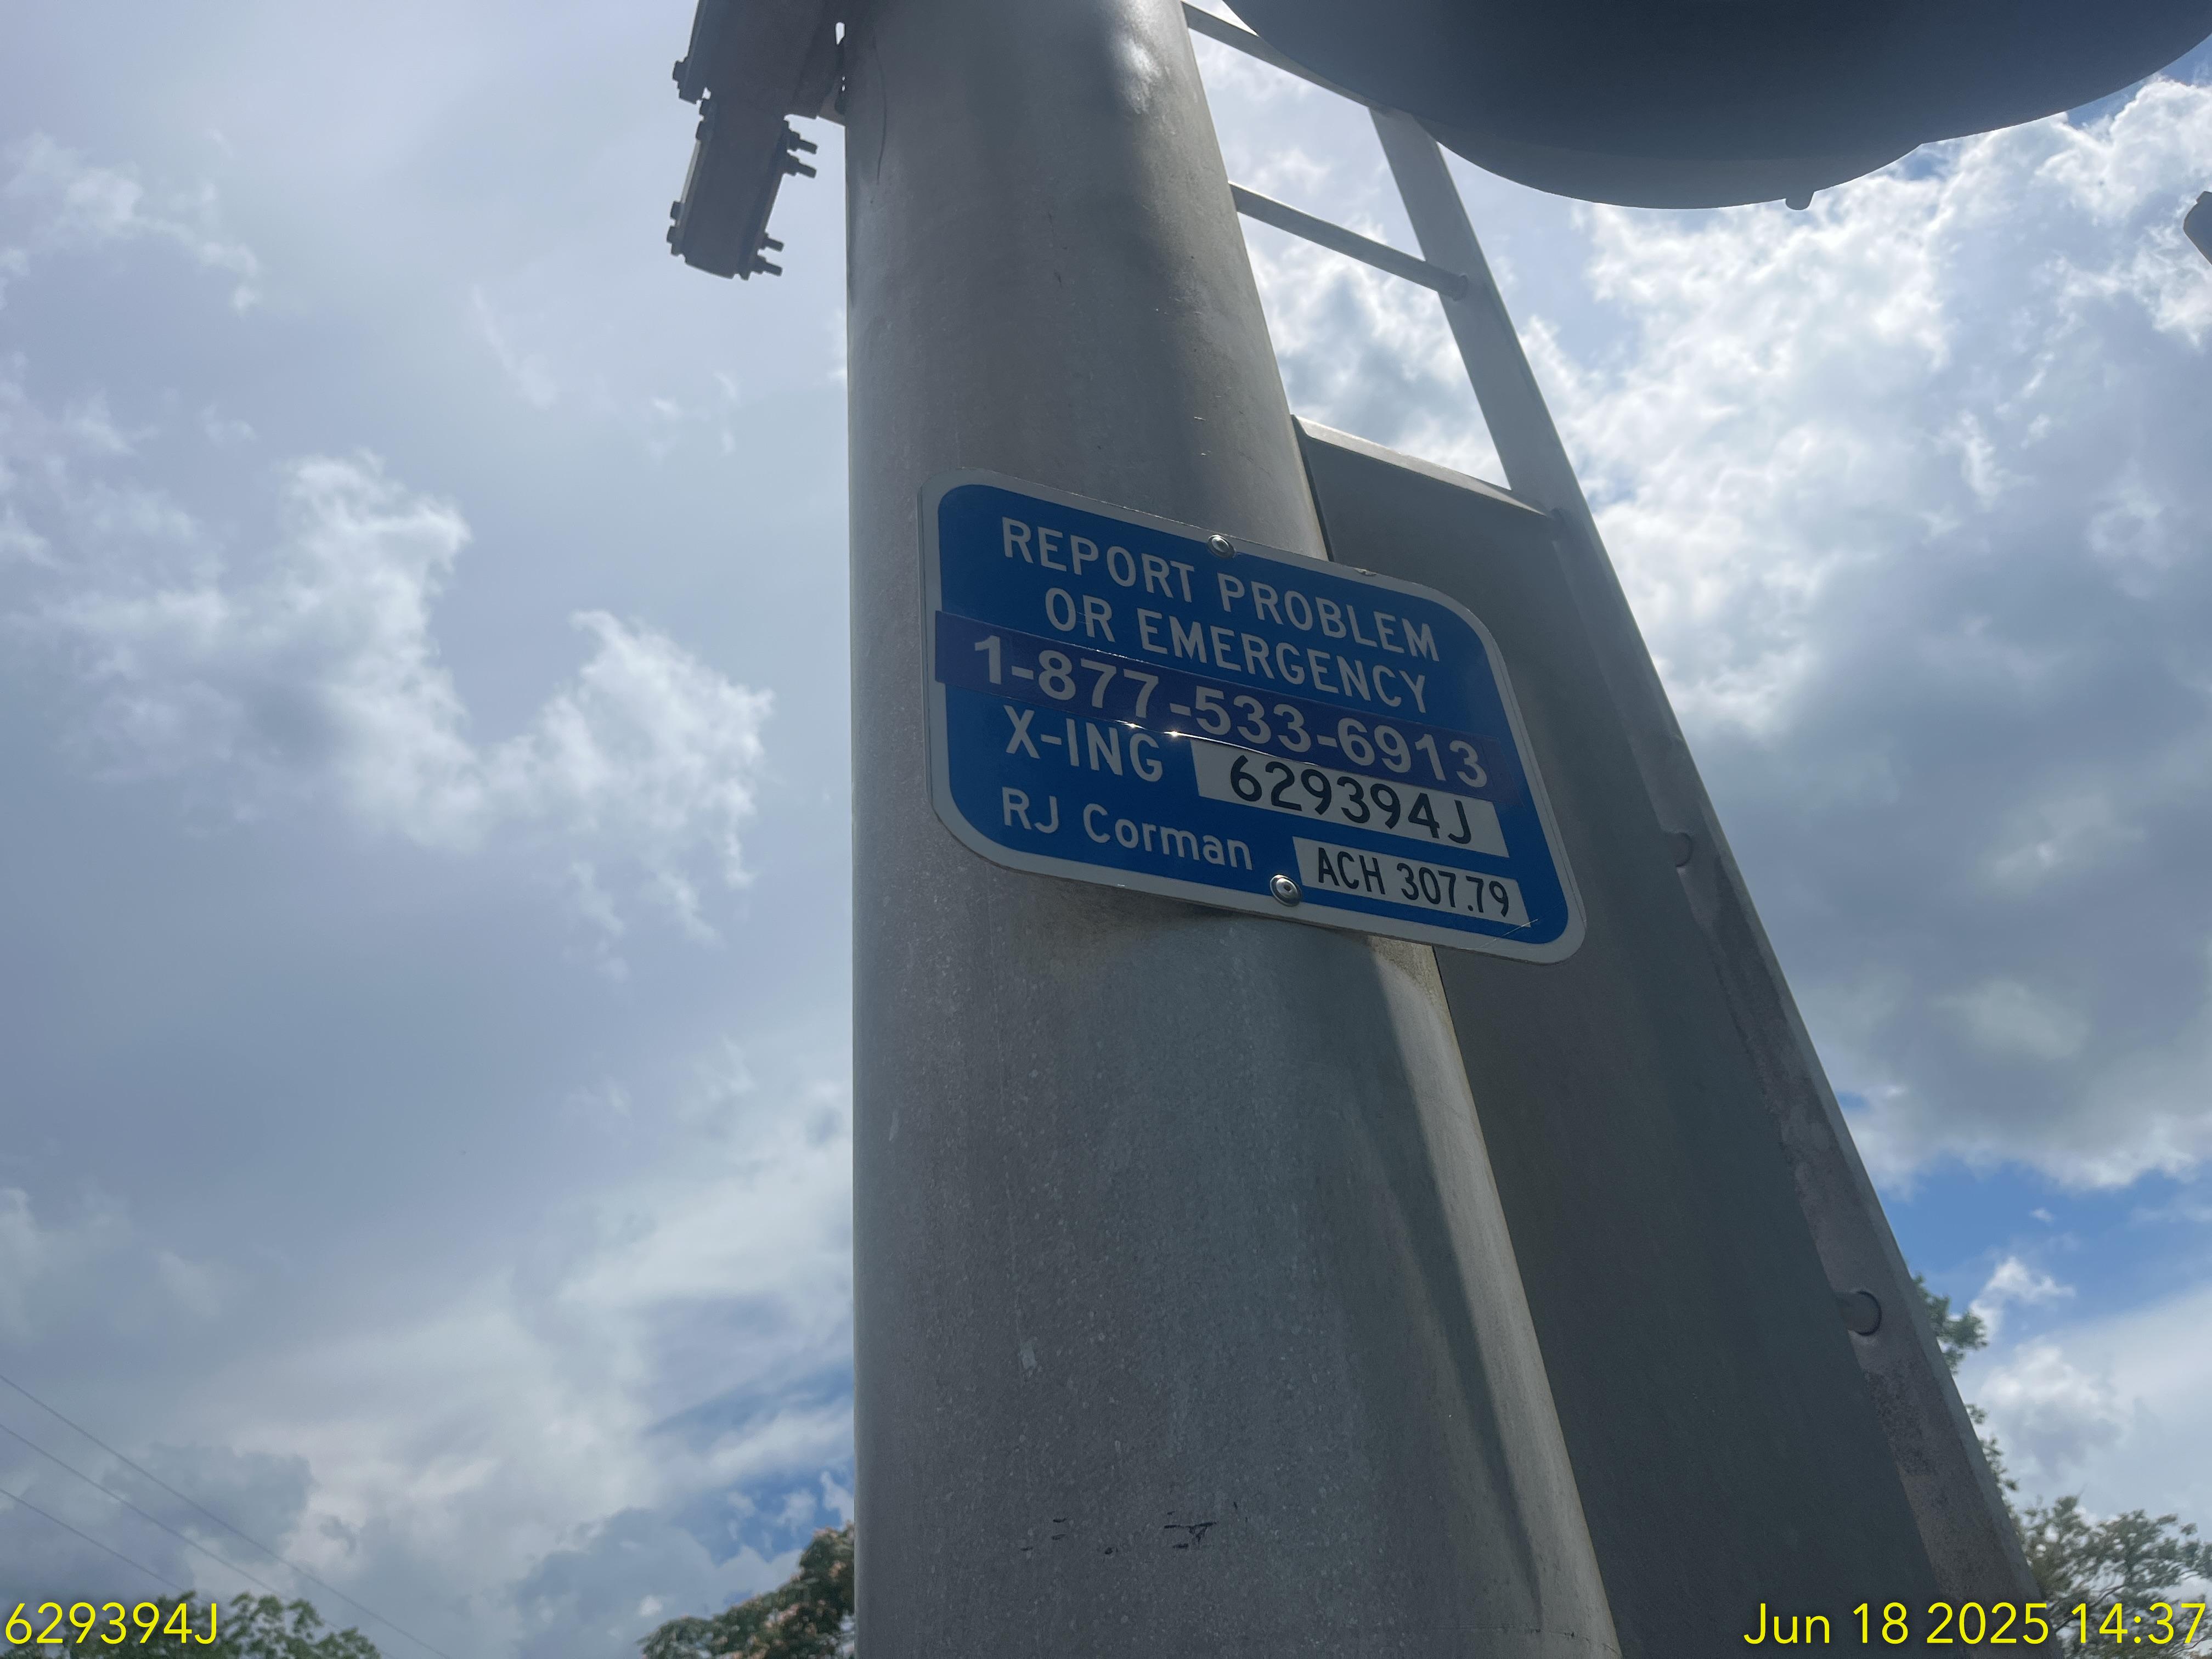 REPORT PROBLEM
OR EMERGENCY
1-877-533-6913
X-ING 629394J
RJ Corman ACH 307.79
629394J
Jun 18 2025 14:37